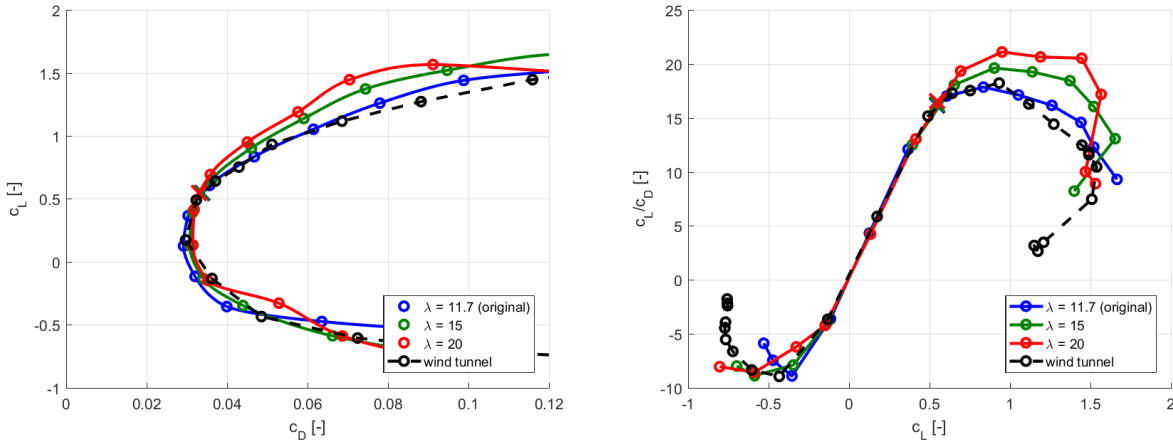 2
1.5
1
0.5
0
-0.5
-1
c_L [-]
0
0.02
0.04
0.06
0.08
0.1
0.12
c_D [-]
λ = 11.7 (original)
λ = 15
λ = 20
wind tunnel
25
20
15
10
5
0
-5
-10
c_L/c_D [-]
-1
-0.5
0
0.5
1
1.5
2
c_L [-]
λ = 11.7 (original)
λ = 15
λ = 20
wind tunnel